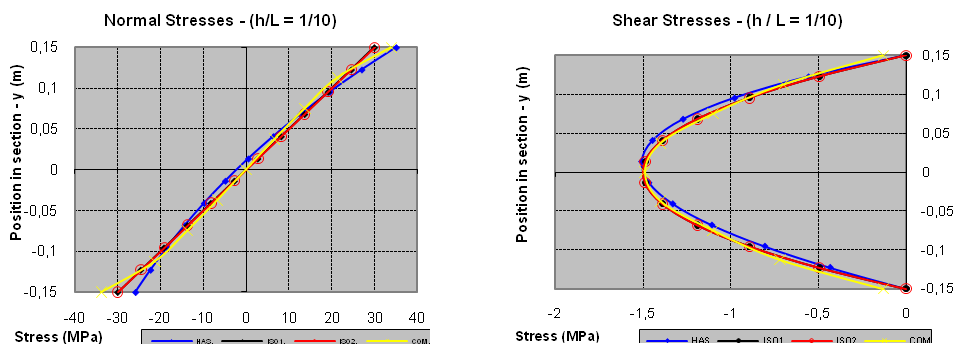 Normal Stresses - (h/L = 1/10)
Position in section - y (m)
0,15
0,1
0,05
0
-0,05
-0,1
-0,15
-40 -30 -20 -10 0 10 20 30 40
Stress (MPa)
HAS. ISO1. ISO2. COM.
Shear Stresses - (h / L = 1/10)
Position in section - y (m)
0,15
0,1
0,05
0
-0,05
-0,1
-0,15
-2 -1,5 -1 -0,5 0
Stress (MPa)
HAS ISO1 ISO2 COM